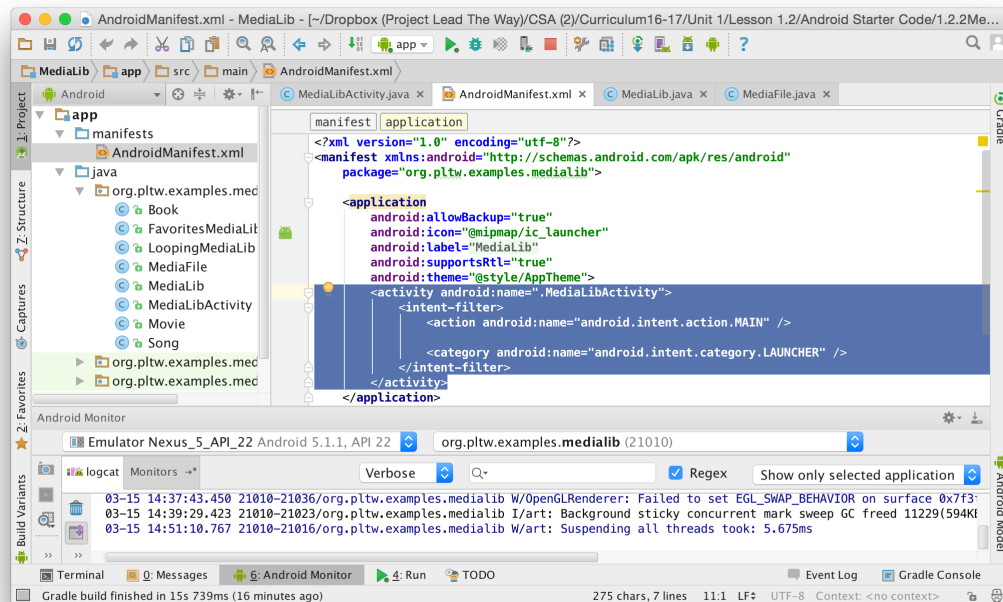 AndroidManifest.xml - MediaLib - [~/Dropbox (Project Lead The Way)/CSA (2)/Curriculum16-17/Unit 1/Lesson 1.2/Android Starter Code/1.2.2Me...
app
MediaLib app src main AndroidManifest.xml
1: Project
Z: Structure
Captures
2: Favorites
Build Variants
Android
app
manifests
AndroidManifest.xml
java
org.pltw.examples.med
Book
FavoritesMediaLib
LoopingMediaLib
MediaFile
MediaLib
MediaLibActivity
Movie
Song
org.pltw.examples.med
org.pltw.examples.med
MediaLibActivity.java × AndroidManifest.xml × MediaLib.java × MediaFile.java ×
manifest application
<?xml version="1.0" encoding="utf-8"?>
<manifest xmlns:android="http://schemas.android.com/apk/res/android"
package="org.pltw.examples.medialib">
<application
android:allowBackup="true"
android:icon="@mipmap/ic_launcher"
android:label="MediaLib"
android:supportsRtl="true"
android:theme="@style/AppTheme">
<activity android:name=".MediaLibActivity">
<intent-filter>
<action android:name="android.intent.action.MAIN" />
<category android:name="android.intent.category.LAUNCHER" />
</intent-filter>
</activity>
</application>
Gradle
Android Model
Android Monitor
Emulator Nexus_5_API_22 Android 5.1.1, API 22 org.pltw.examples.medialib (21010)
logcat Monitors Verbose Regex Show only selected application
03-15 14:37:43.450 21010-21036/org.pltw.examples.medialib W/OpenGLRenderer: Failed to set EGL_SWAP_BEHAVIOR on surface 0x7f3
03-15 14:39:29.423 21010-21023/org.pltw.examples.medialib I/art: Background sticky concurrent mark sweep GC freed 11229(594KB
03-15 14:51:10.767 21010-21016/org.pltw.examples.medialib W/art: Suspending all threads took: 5.675ms
Terminal 0: Messages 6: Android Monitor 4: Run TODO Event Log Gradle Console
Gradle build finished in 15s 739ms (16 minutes ago) 275 chars, 7 lines 11:1 LF UTF-8 Context: <no context>